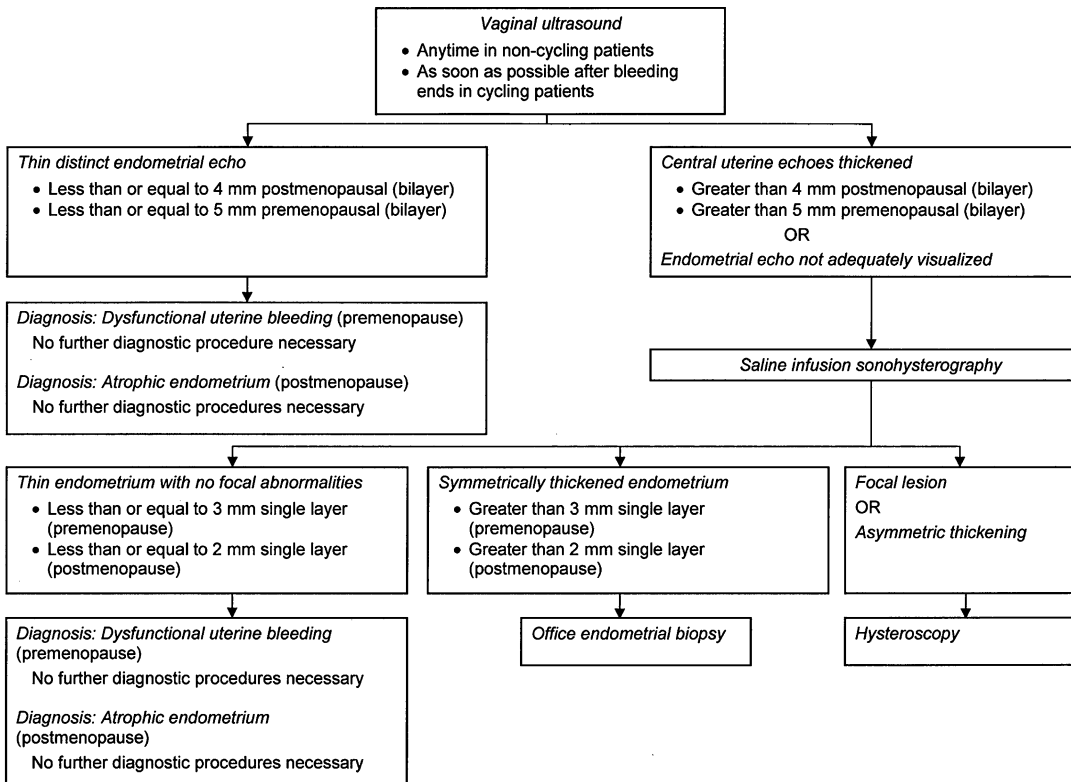 Vaginal ultrasound
• Anytime in non-cycling patients
• As soon as possible after bleeding
ends in cycling patients
Thin distinct endometrial echo
• Less than or equal to 4 mm postmenopausal (bilayer)
• Less than or equal to 5 mm premenopausal (bilayer)
Central uterine echoes thickened
• Greater than 4 mm postmenopausal (bilayer)
• Greater than 5 mm premenopausal (bilayer)
OR
Endometrial echo not adequately visualized
Diagnosis: Dysfunctional uterine bleeding (premenopause)
No further diagnostic procedure necessary
Diagnosis: Atrophic endometrium (postmenopause)
No further diagnostic procedures necessary
Saline infusion sonohysterography
Thin endometrium with no focal abnormalities
• Less than or equal to 3 mm single layer
(premenopause)
• Less than or equal to 2 mm single layer
(postmenopause)
Symmetrically thickened endometrium
• Greater than 3 mm single layer
(premenopause)
• Greater than 2 mm single layer
(postmenopause)
Focal lesion
OR
Asymmetric thickening
Diagnosis: Dysfunctional uterine bleeding
(premenopause)
No further diagnostic procedures necessary
Diagnosis: Atrophic endometrium
(postmenopause)
No further diagnostic procedures necessary
Office endometrial biopsy
Hysteroscopy